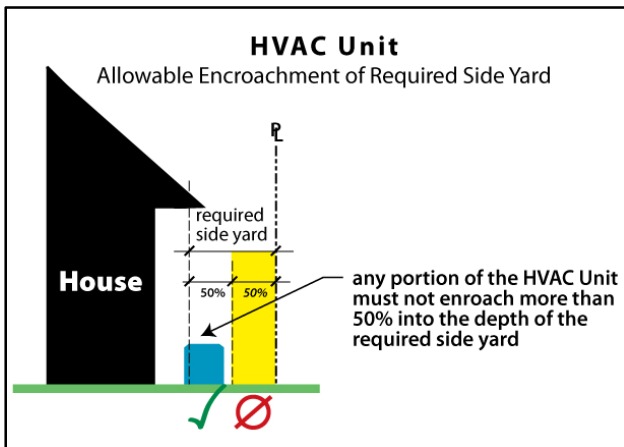 HVAC Unit
Allowable Encroachment of Required Side Yard
PL
required
side yard
House
50% 50%
any portion of the HVAC Unit
must not enroach more than
50% into the depth of the
required side yard